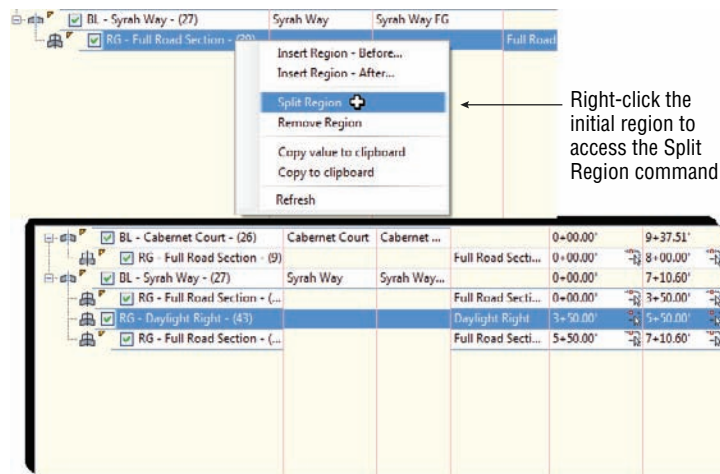 BL - Syrah Way - (27) Syrah Way Syrah Way FG
RG - Full Road Section - Full Road
Insert Region - Before...
Insert Region - After...
Split Region
Remove Region
Copy value to clipboard
Copy to clipboard
Refresh
Right-click the
initial region to
access the Split
Region command
BL - Cabernet Court - (26) Cabernet Court Cabernet ... 0+00.00' 9+37.51'
RG - Full Road Section - (9) Full Road Secti... 0+00.00' 8+00.00'
BL - Syrah Way - (27) Syrah Way Syrah Way... 0+00.00' 7+10.60'
RG - Full Road Section - (... Full Road Secti... 0+00.00' 3+50.00'
RG - Daylight Right - (43) Daylight Right 3+50.00' 5+50.00'
RG - Full Road Section - (... Full Road Secti... 5+50.00' 7+10.60'